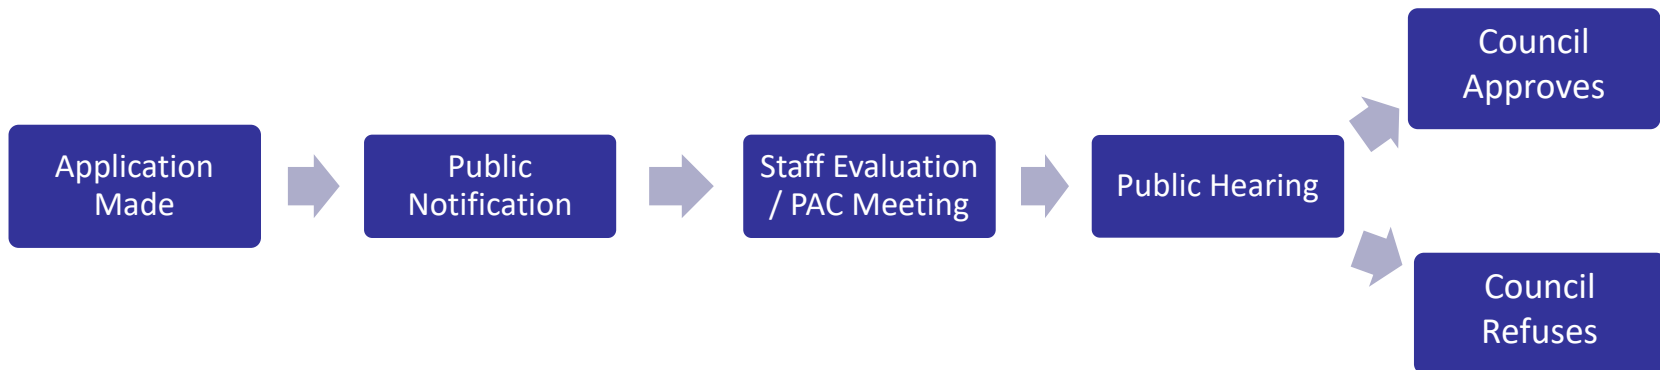 Application
Made
Public
Notification
Staff Evaluation
/ PAC Meeting
Public Hearing
Council
Approves
Council
Refuses